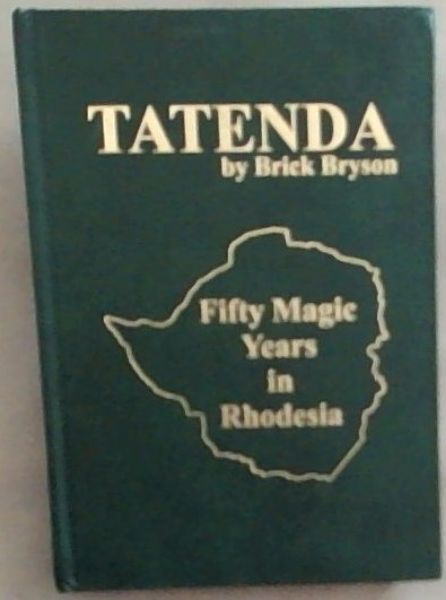 TATENDA
by Brick Bryson
Fifty Magic
Years
in
Rhodesia